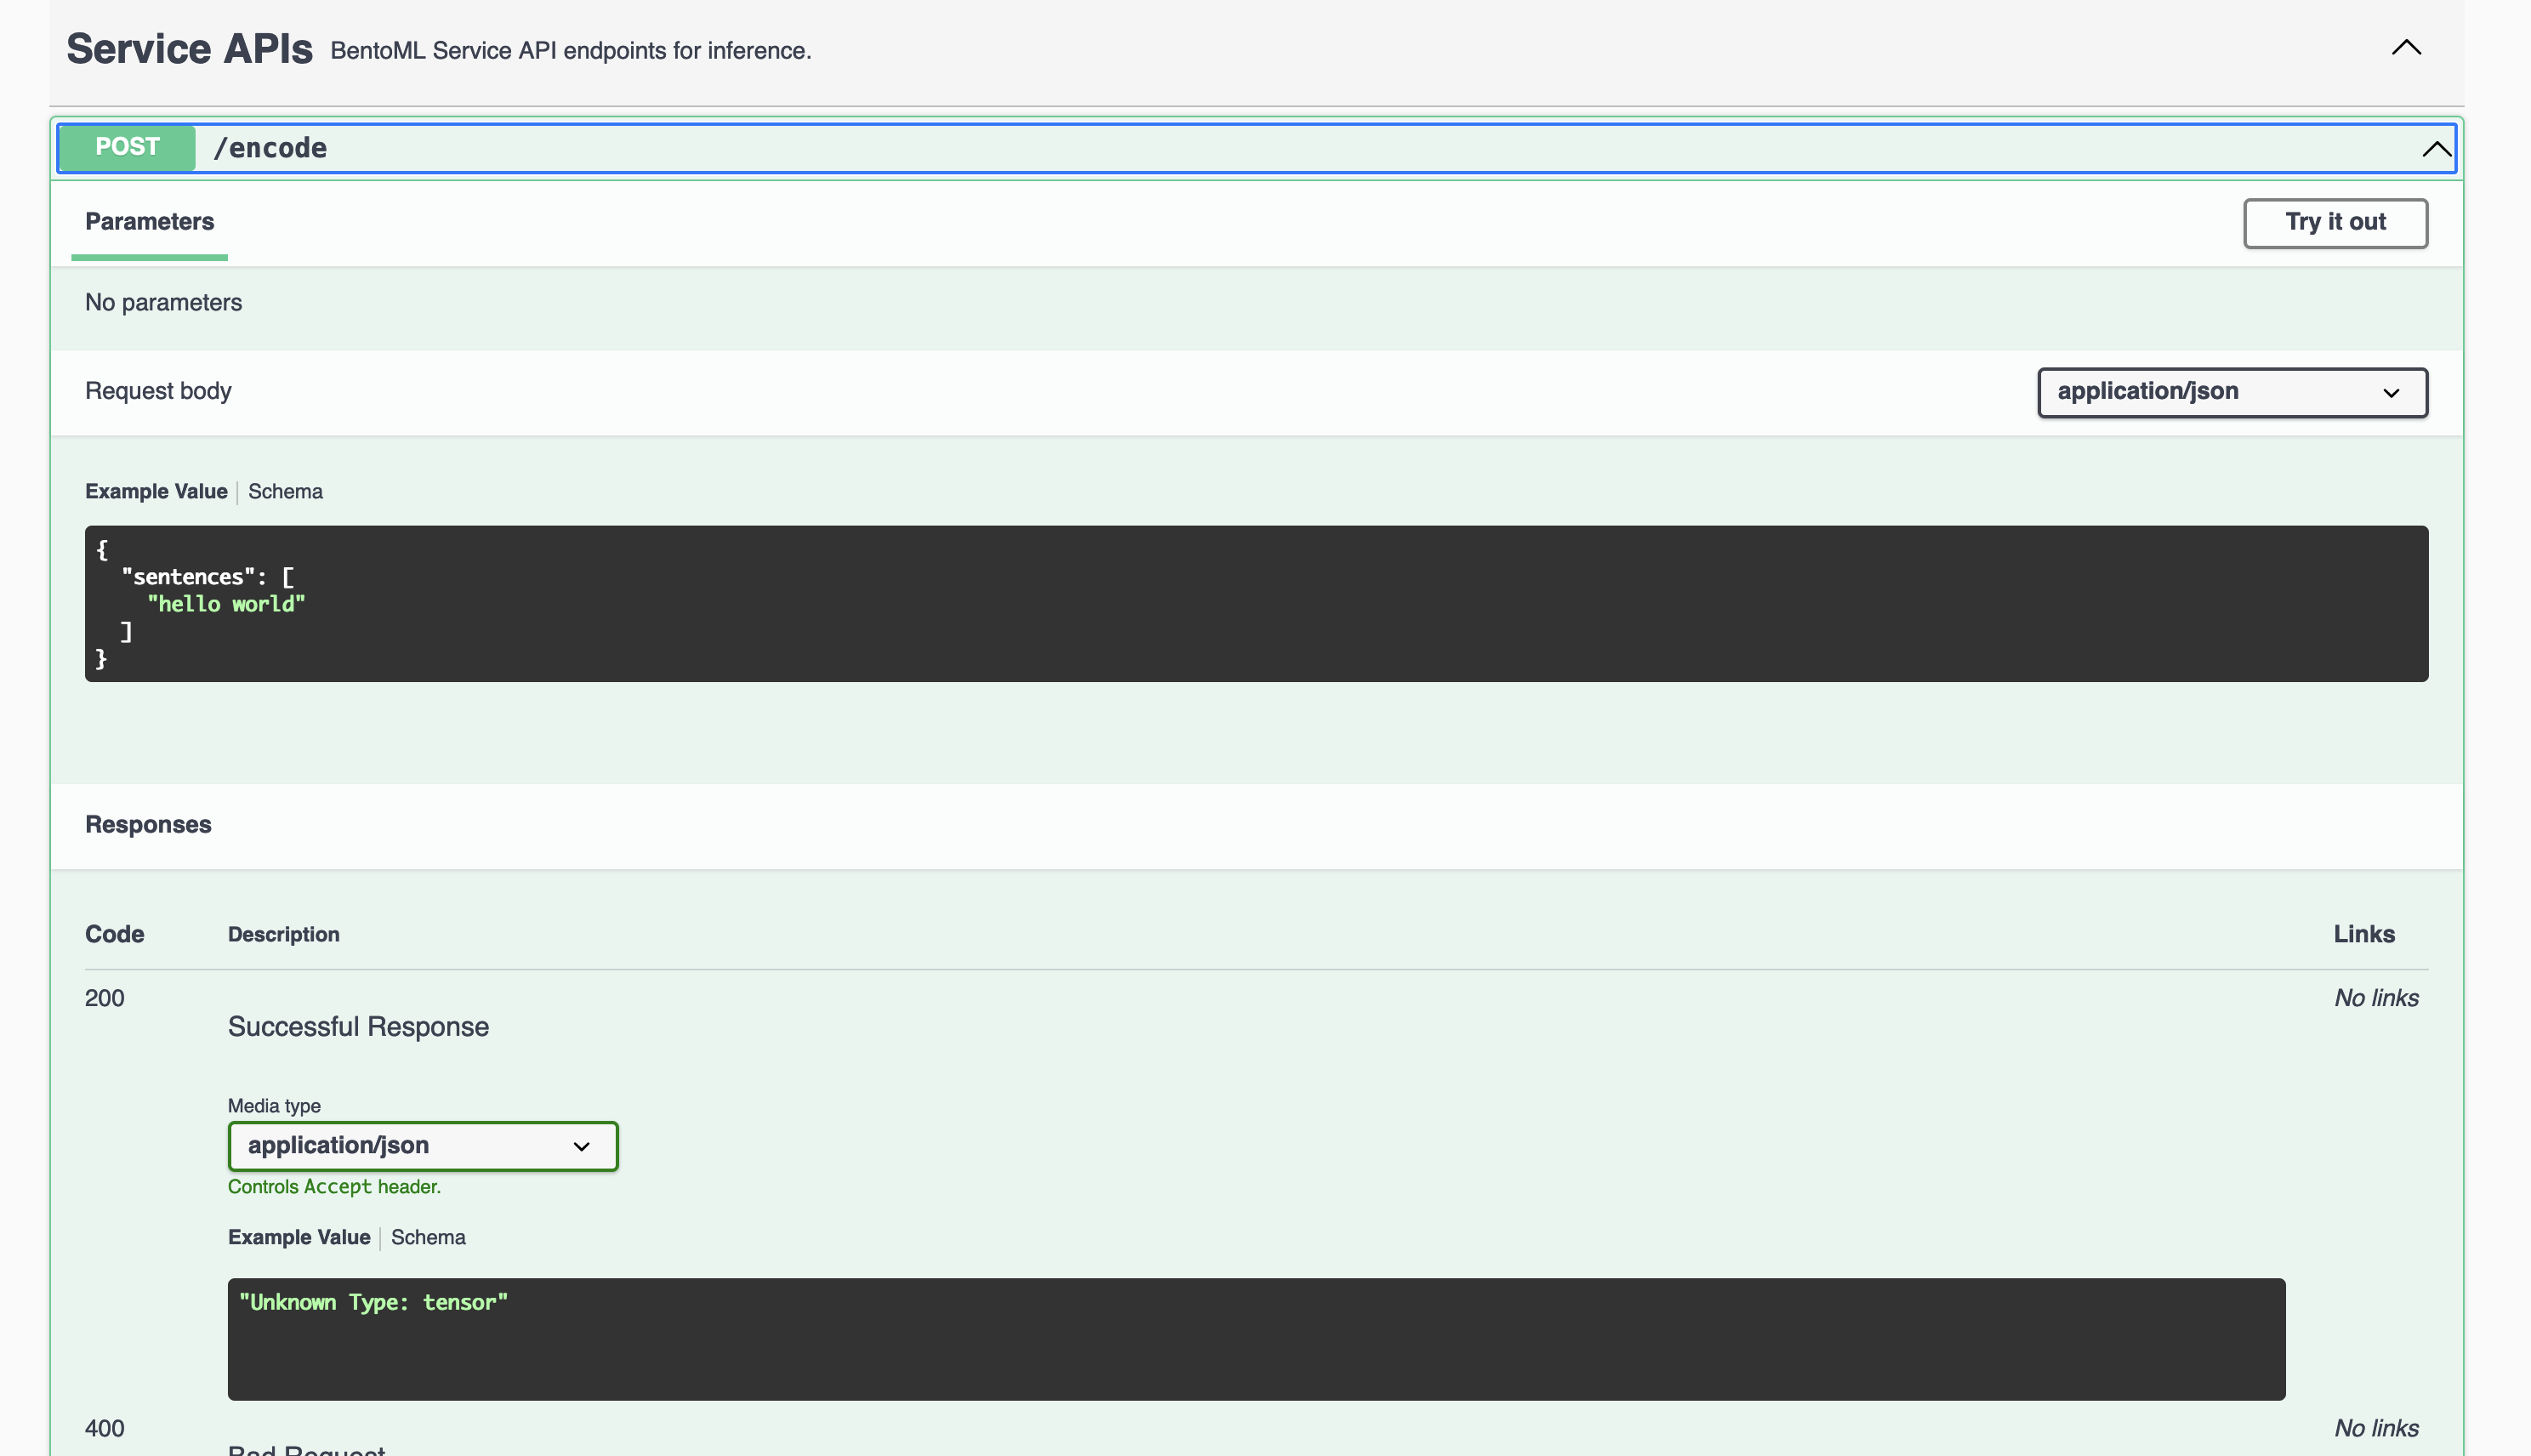 Service APIs BentoML Service API endpoints for inference.
POST /encode
Parameters
Try it out
No parameters
Request body
application/json
Example Value
Schema
{
"sentences": [
"hello world"
]
}
Responses
Code
Description
Links
200
Successful Response
No links
Media type
application/json
Controls Accept header.
Example Value
Schema
"Unknown Type: tensor"
400
Bad Request
No links